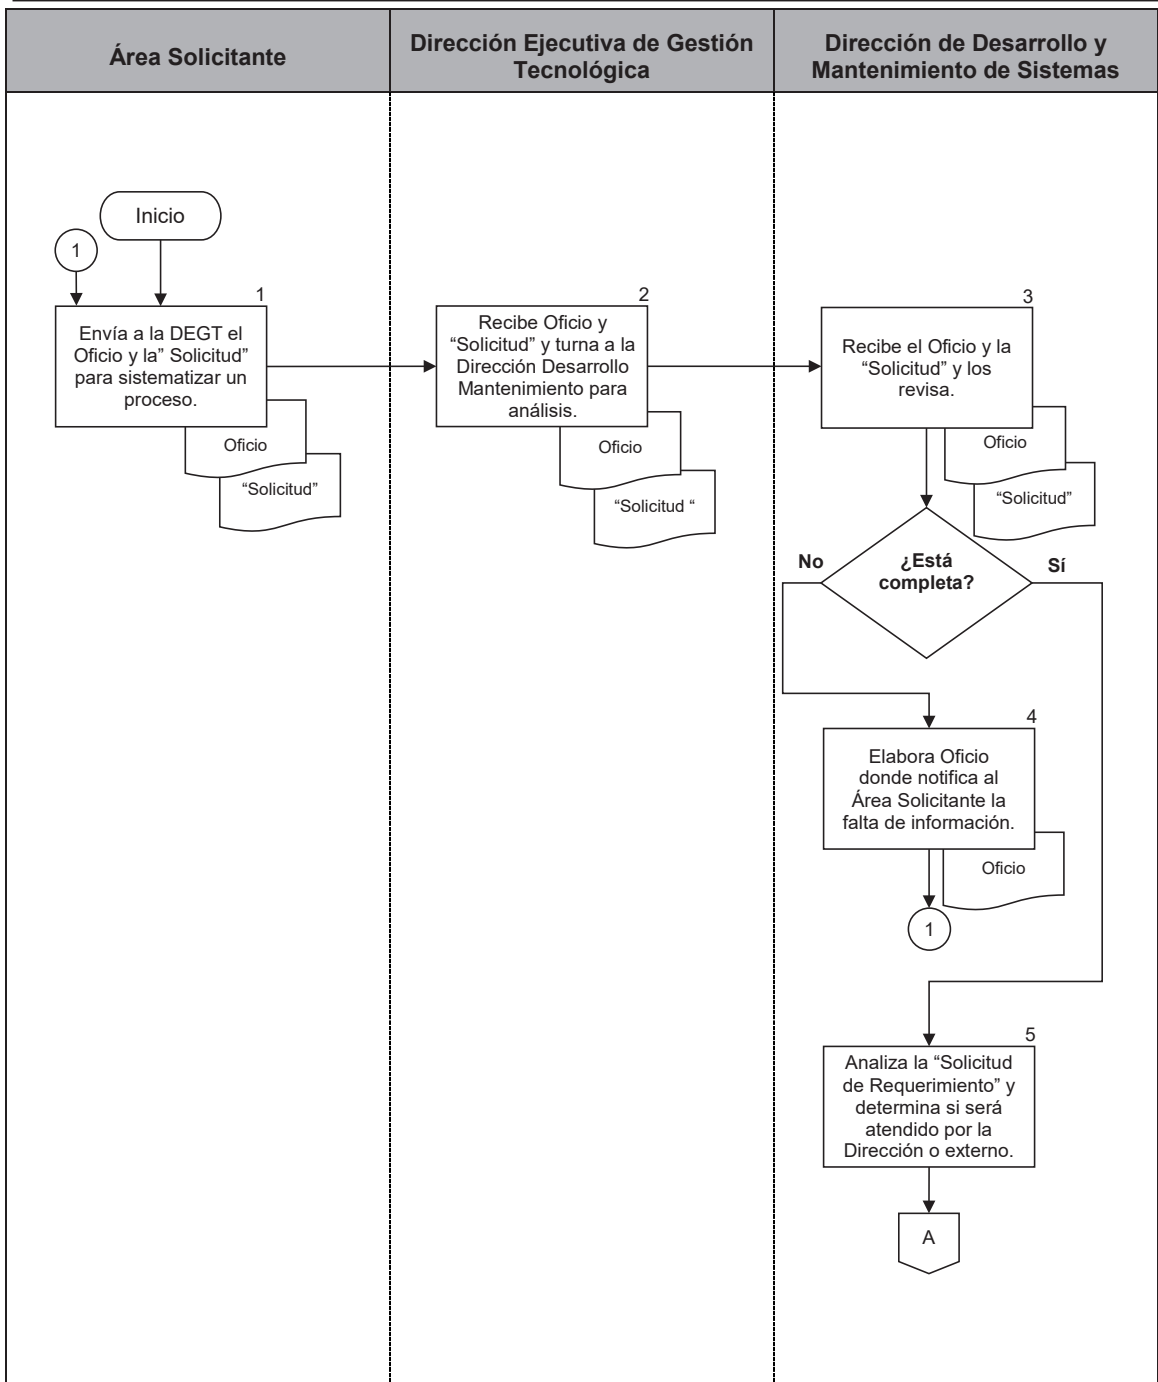 Área Solicitante
Dirección Ejecutiva de Gestión
Tecnológica
Dirección de Desarrollo y
Mantenimiento de Sistemas
Inicio
1
1
Envía a la DEGT el
Oficio y la” Solicitud”
para sistematizar un
proceso.
Oficio
“Solicitud”
2
Recibe Oficio y
“Solicitud” y turna a la
Dirección Desarrollo
Mantenimiento para
análisis.
Oficio
“Solicitud “
3
Recibe el Oficio y la
“Solicitud” y los
revisa.
Oficio
“Solicitud”
No
¿Está
completa?
Sí
4
Elabora Oficio
donde notifica al
Área Solicitante la
falta de información.
Oficio
1
5
Analiza la “Solicitud
de Requerimiento” y
determina si será
atendido por la
Dirección o externo.
A